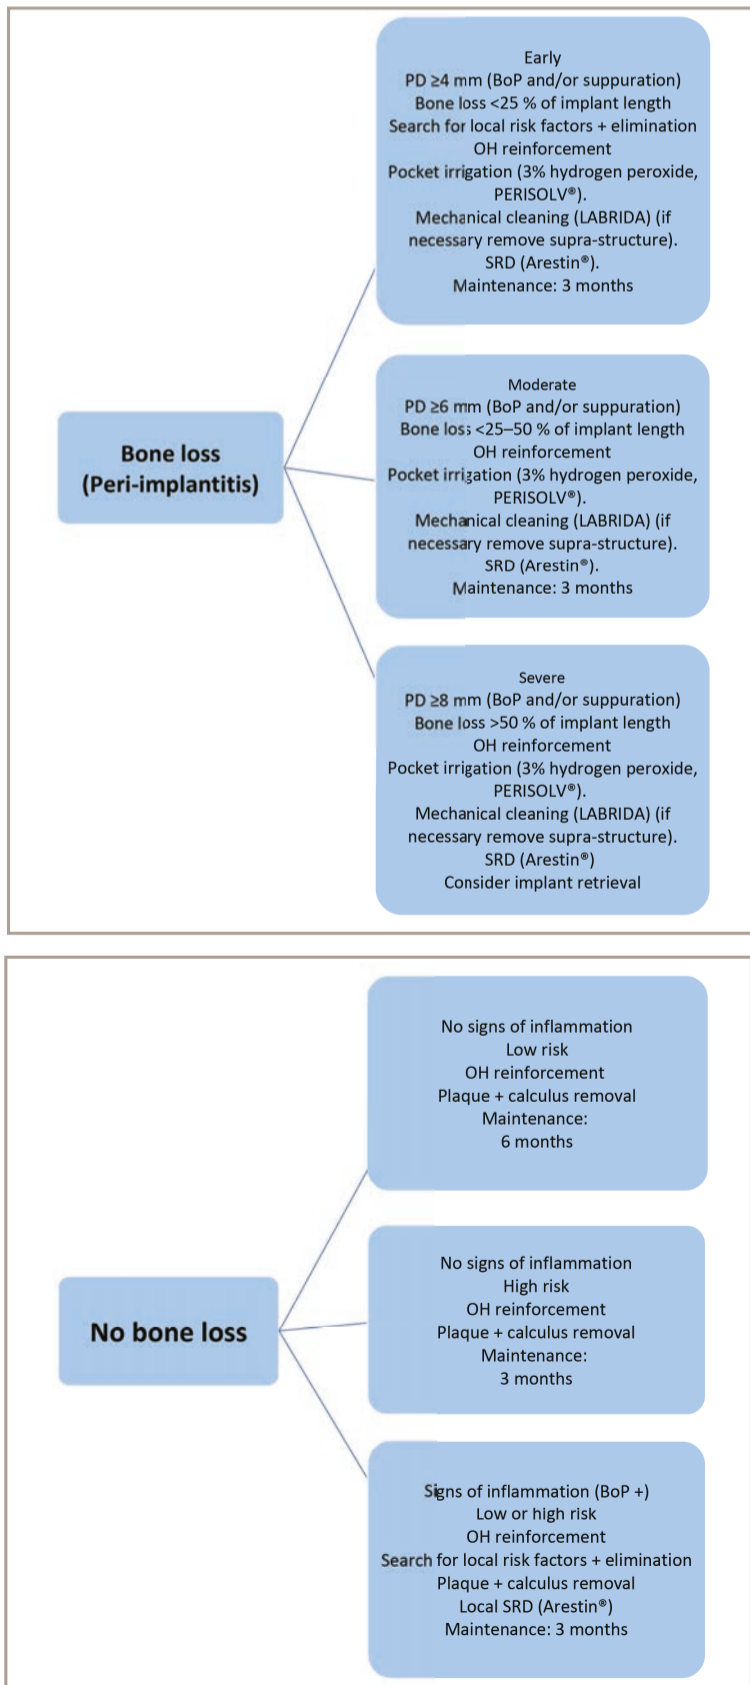 Early
PD ≥4 mm (BoP and/or suppuration)
Bone loss <25 % of implant length
Search for local risk factors + elimination
OH reinforcement
Pocket irrigation (3% hydrogen peroxide,
PERISOLV®).
Mechanical cleaning (LABRIDA) (if
necessary remove supra-structure).
SRD (Arestin®).
Maintenance: 3 months
Bone loss
(Peri-implantitis)
Moderate
PD ≥6 mm (BoP and/or suppuration)
Bone loss <25–50 % of implant length
OH reinforcement
Pocket irrigation (3% hydrogen peroxide,
PERISOLV®).
Mechanical cleaning (LABRIDA) (if
necessary remove supra-structure).
SRD (Arestin®).
Maintenance: 3 months
Severe
PD ≥8 mm (BoP and/or suppuration)
Bone loss >50 % of implant length
OH reinforcement
Pocket irrigation (3% hydrogen peroxide,
PERISOLV®).
Mechanical cleaning (LABRIDA) (if
necessary remove supra-structure).
SRD (Arestin®)
Consider implant retrieval
No signs of inflammation
Low risk
OH reinforcement
Plaque + calculus removal
Maintenance:
6 months
No bone loss
No signs of inflammation
High risk
OH reinforcement
Plaque + calculus removal
Maintenance:
3 months
Signs of inflammation (BoP +)
Low or high risk
OH reinforcement
Search for local risk factors + elimination
Plaque + calculus removal
Local SRD (Arestin®)
Maintenance: 3 months